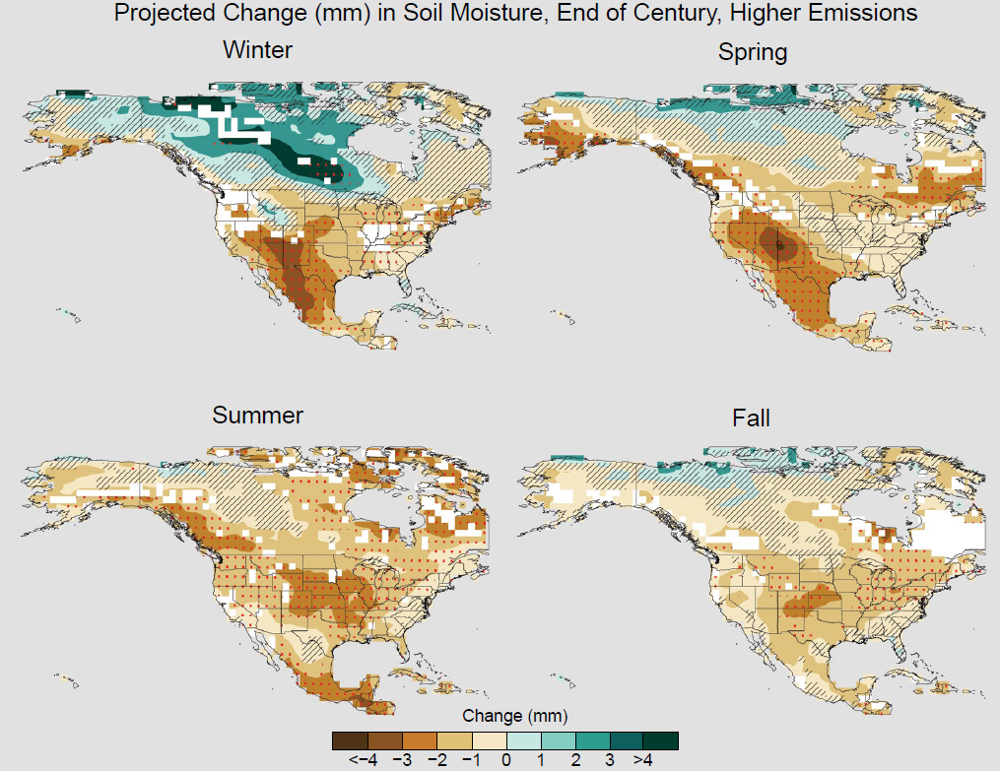 Projected Change (mm) in Soil Moisture, End of Century, Higher Emissions
Winter
Spring
Summer
Fall
Change (mm)
<−4 −3 −2 −1 0 1 2 3 >4